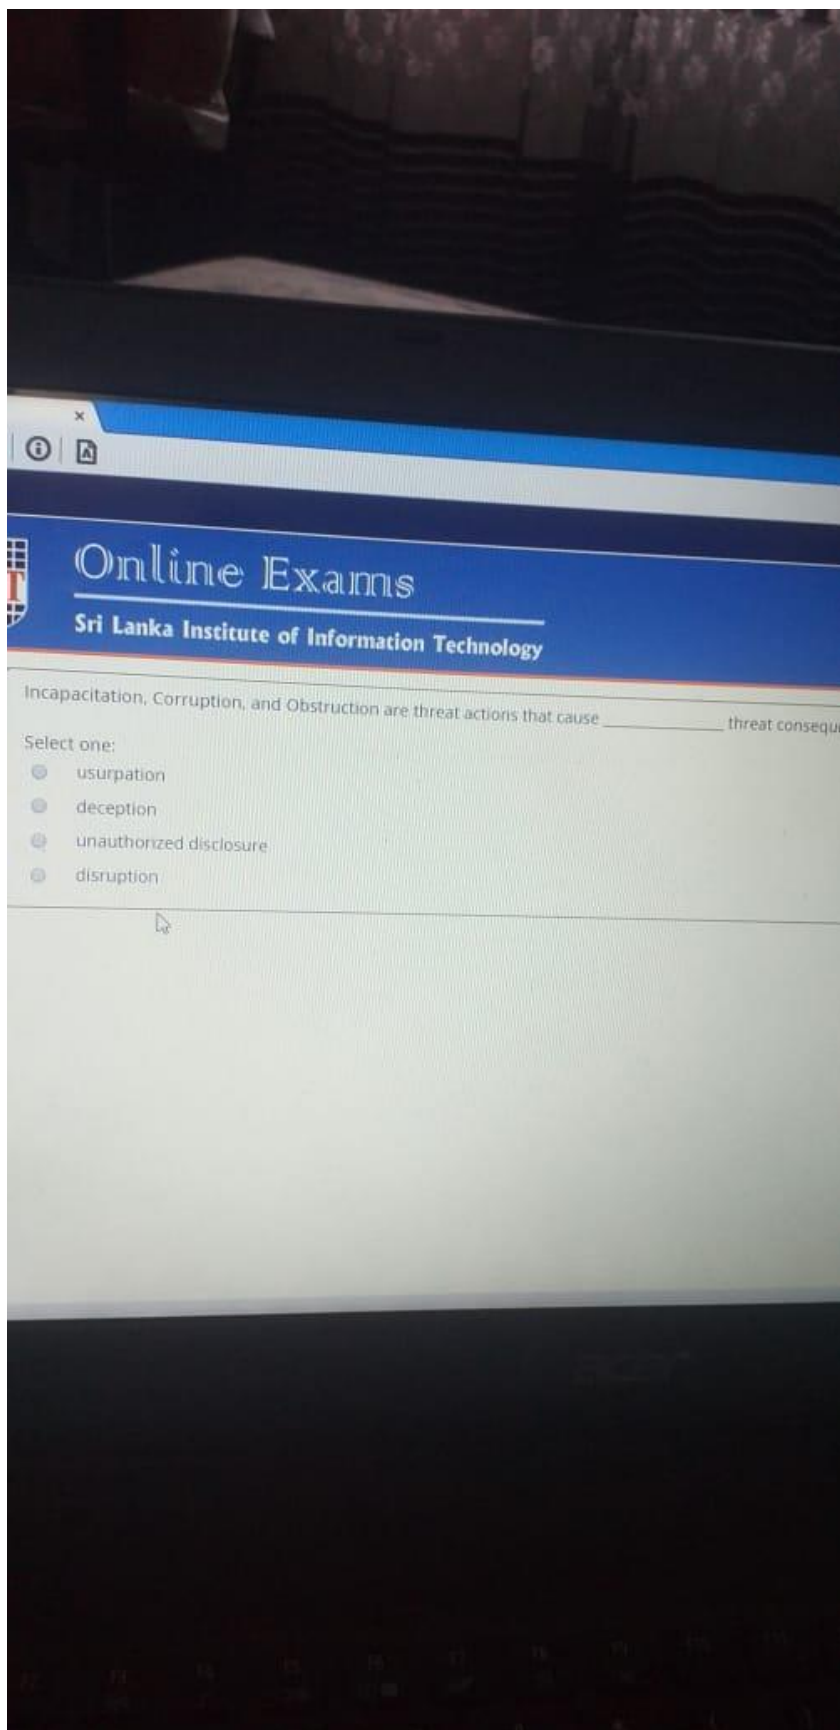 Online Exams
Sri Lanka Institute of Information Technology
Incapacitation, Corruption, and Obstruction are threat actions that cause ____________ threat consequ
Select one:
usurpation
deception
unauthorized disclosure
disruption